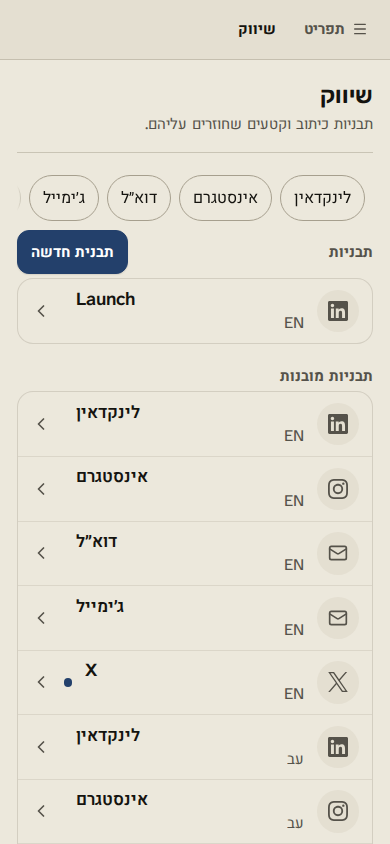 תפריט שיווק
שיווק
תבניות כיתוב וקטעים שחוזרים עליהם.
לינקדאין אינסטגרם דוא״ל ג׳ימייל
תבניות תבנית חדשה
Launch
EN
תבניות מובנות
לינקדאין
EN
אינסטגרם
EN
דוא״ל
EN
ג׳ימייל
EN
X
EN
לינקדאין
עב
אינסטגרם
עב